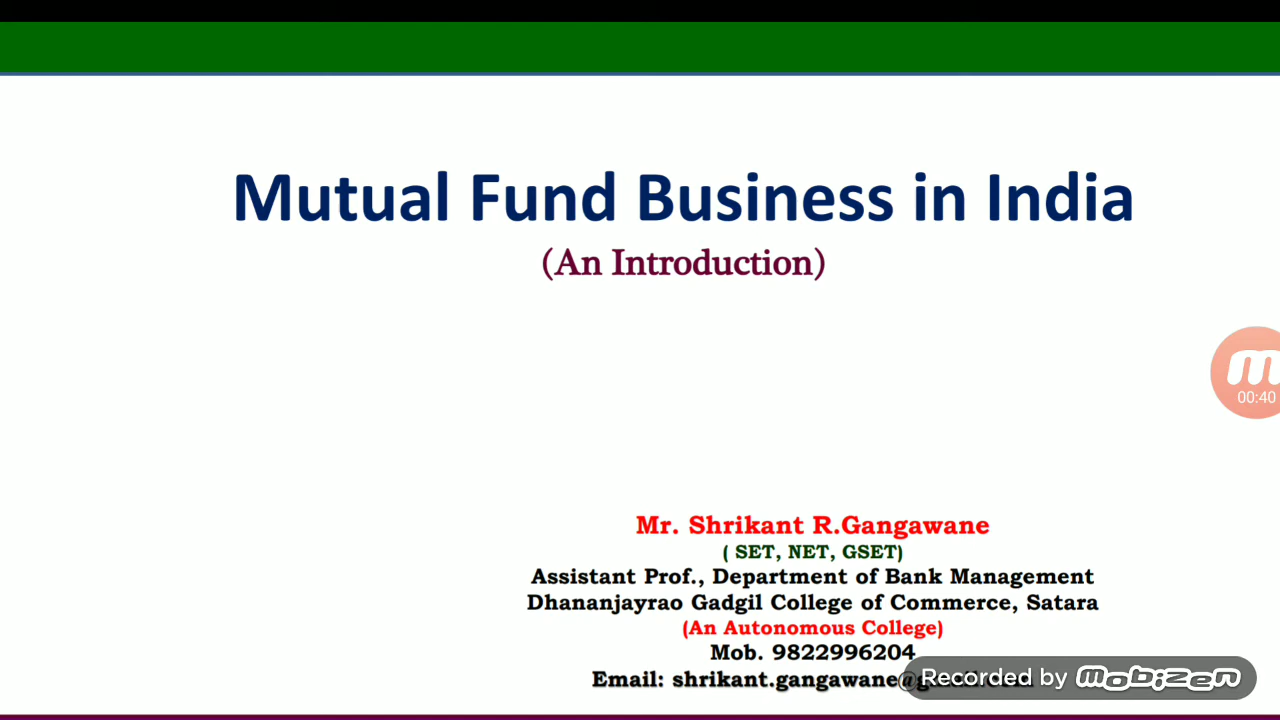 Mutual Fund Business in India
(An Introduction)
00:40
Mr. Shrikant R.Gangawane
( SET, NET, GSET)
Assistant Prof., Department of Bank Management
Dhananjayrao Gadgil College of Commerce, Satara
(An Autonomous College)
Mob. 9822996204
Email: shrikant.gangawane@
Recorded by mobizen